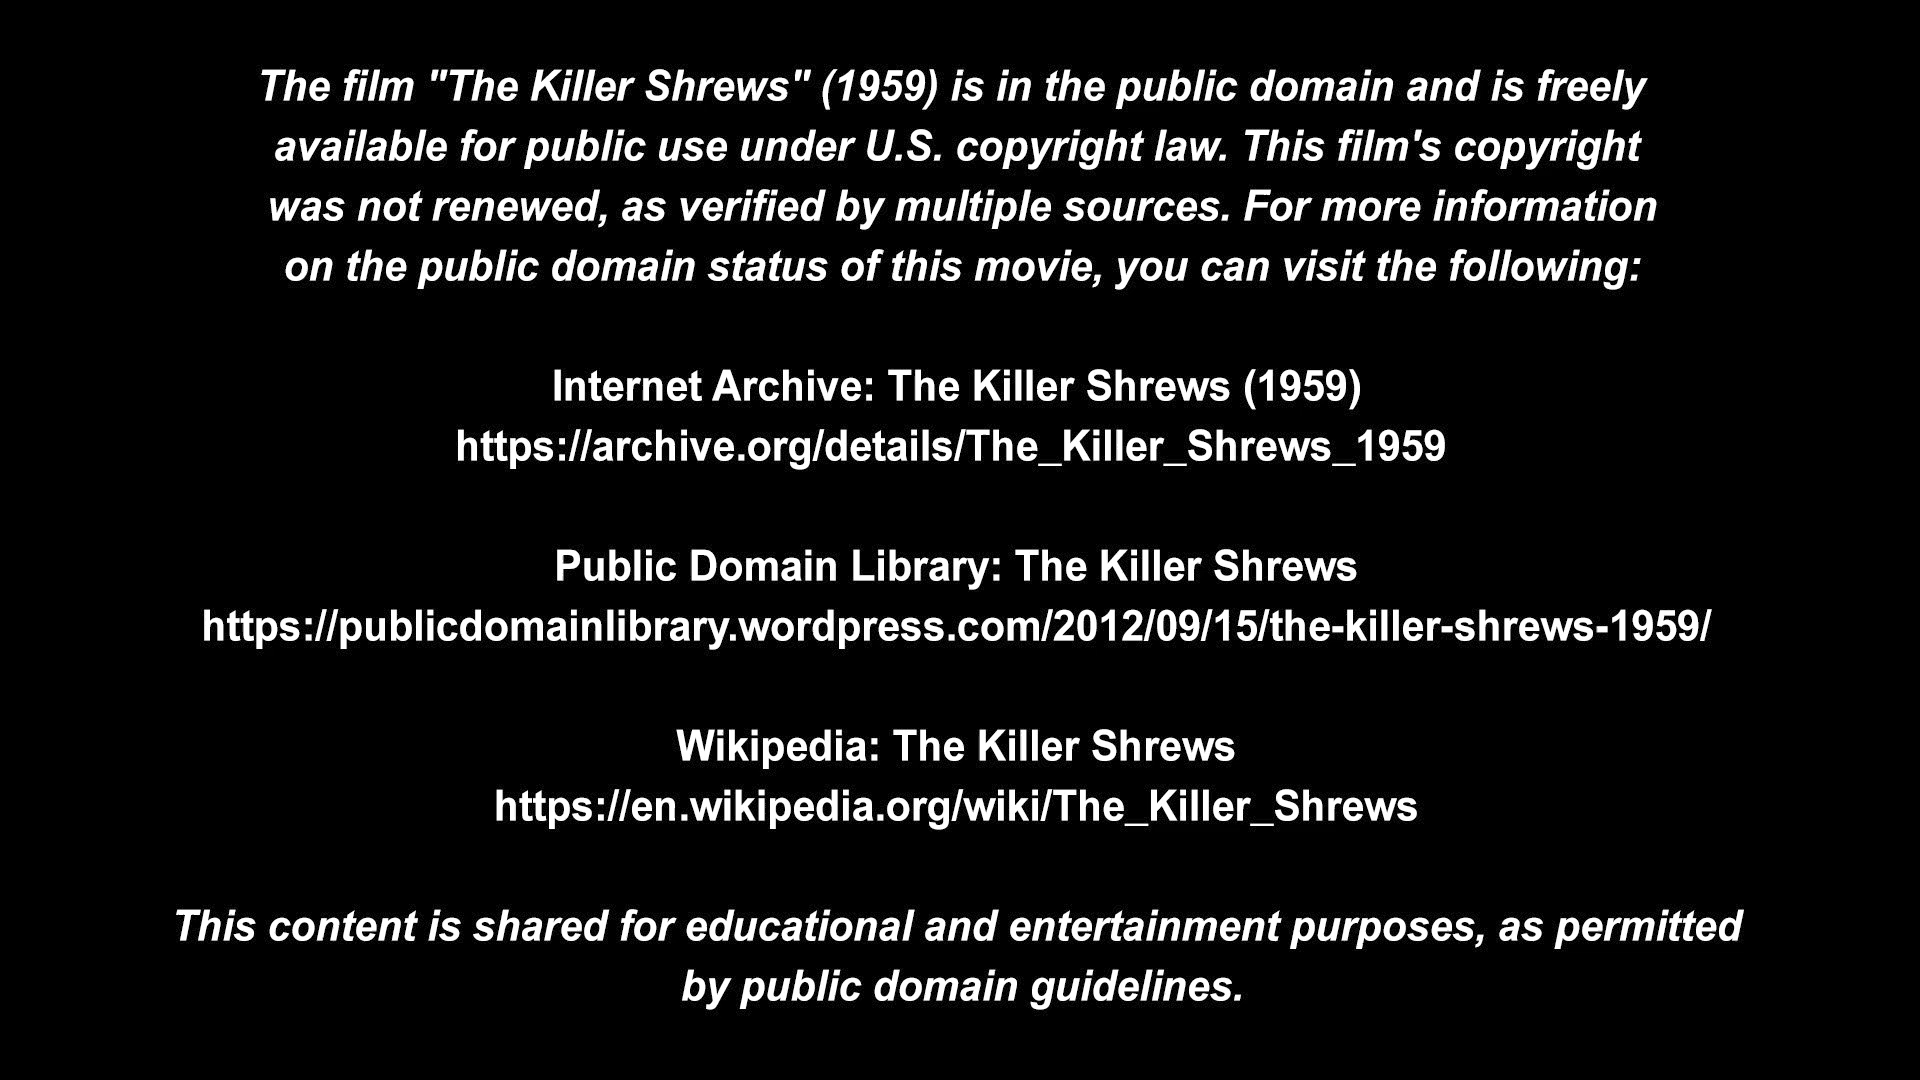 The film "The Killer Shrews" (1959) is in the public domain and is freely
available for public use under U.S. copyright law. This film's copyright
was not renewed, as verified by multiple sources. For more information
on the public domain status of this movie, you can visit the following:
Internet Archive: The Killer Shrews (1959)
https://archive.org/details/The_Killer_Shrews_1959
Public Domain Library: The Killer Shrews
https://publicdomainlibrary.wordpress.com/2012/09/15/the-killer-shrews-1959/
Wikipedia: The Killer Shrews
https://en.wikipedia.org/wiki/The_Killer_Shrews
This content is shared for educational and entertainment purposes, as permitted
by public domain guidelines.